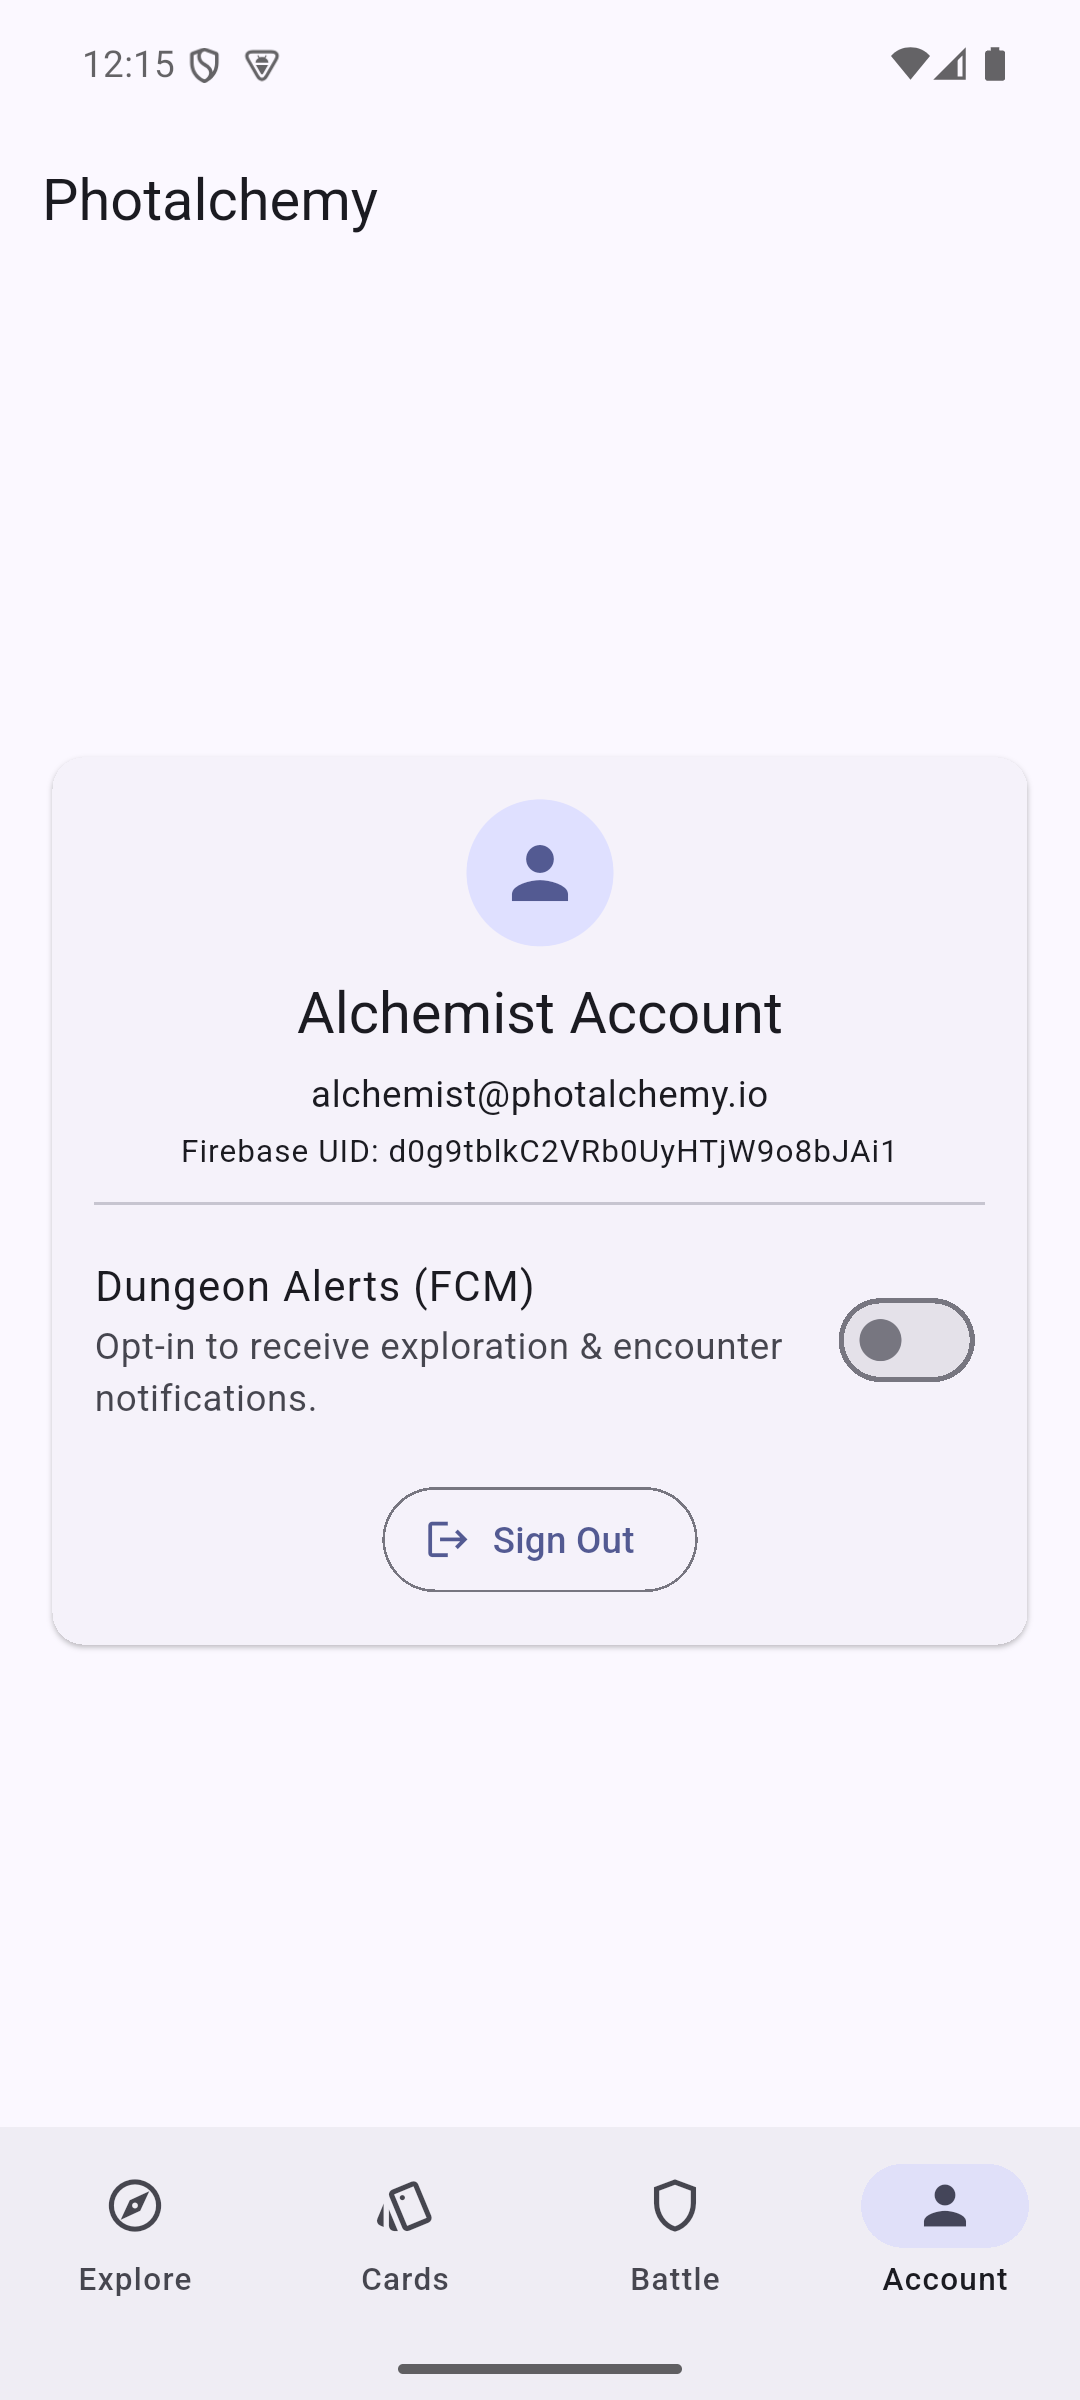 12:15
Photalchemy
Alchemist Account
alchemist@photalchemy.io
Firebase UID: d0g9tblkC2VRb0UyHTjW9o8bJAi1
Dungeon Alerts (FCM)
Opt-in to receive exploration & encounter
notifications.
Sign Out
Explore
Cards
Battle
Account